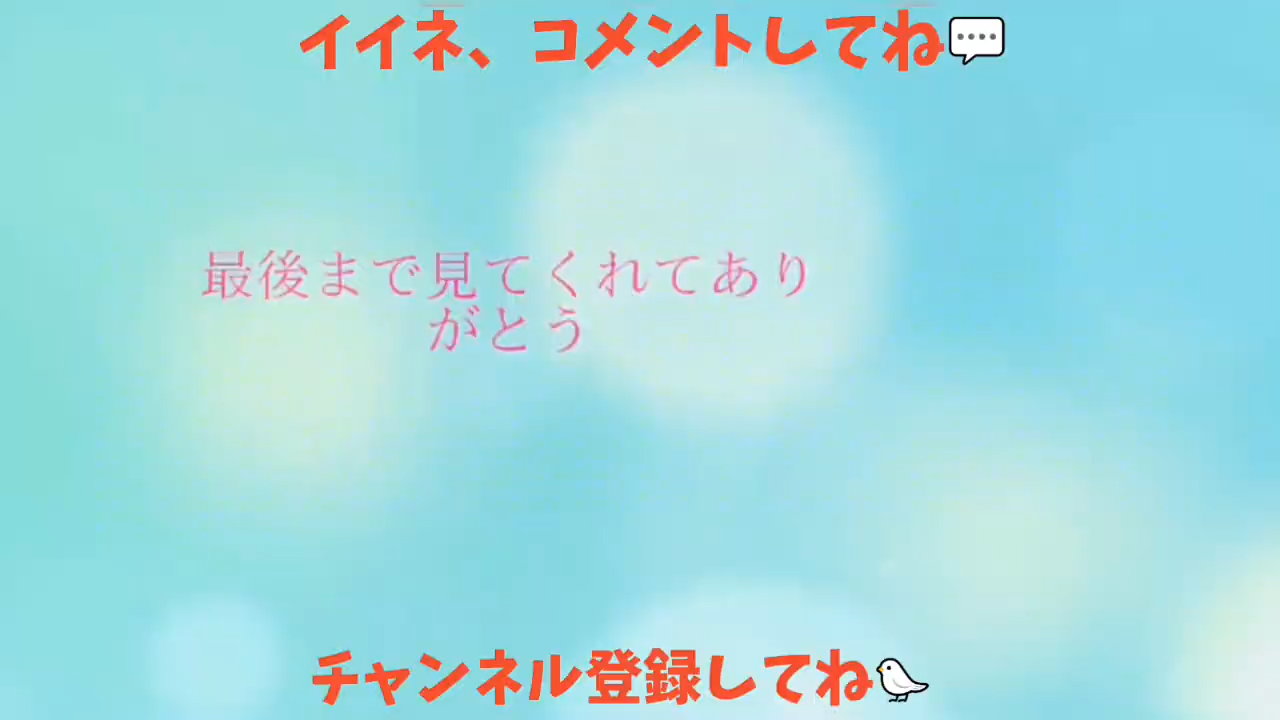 イイネ、コメントしてね💬
最後まで見てくれてあり
がとう
チャンネル登録してね🐤